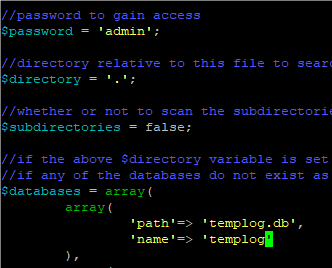 //password to gain access
$password = 'admin';
//directory relative to this file to sear
$directory = '.';
//whether or not to scan the subdirectorie
$subdirectories = false;
//if the above $directory variable is set
//if any of the databases do not exist as
$databases = array(
array(
'path'=> 'templog.db',
'name'=> 'templog'
),